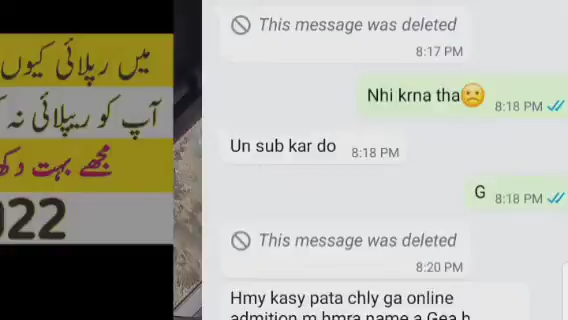 میں رپلائی کیوں
آپ کو ریپلائی نہ
مجھے بہت
022
This message was deleted
8:17 PM
Nhi krna tha☹️ 8:18 PM
Un sub kar do 8:18 PM
G 8:18 PM
This message was deleted
8:20 PM
Hmy kasy pata chly ga online
admition m hmra name a Gea h